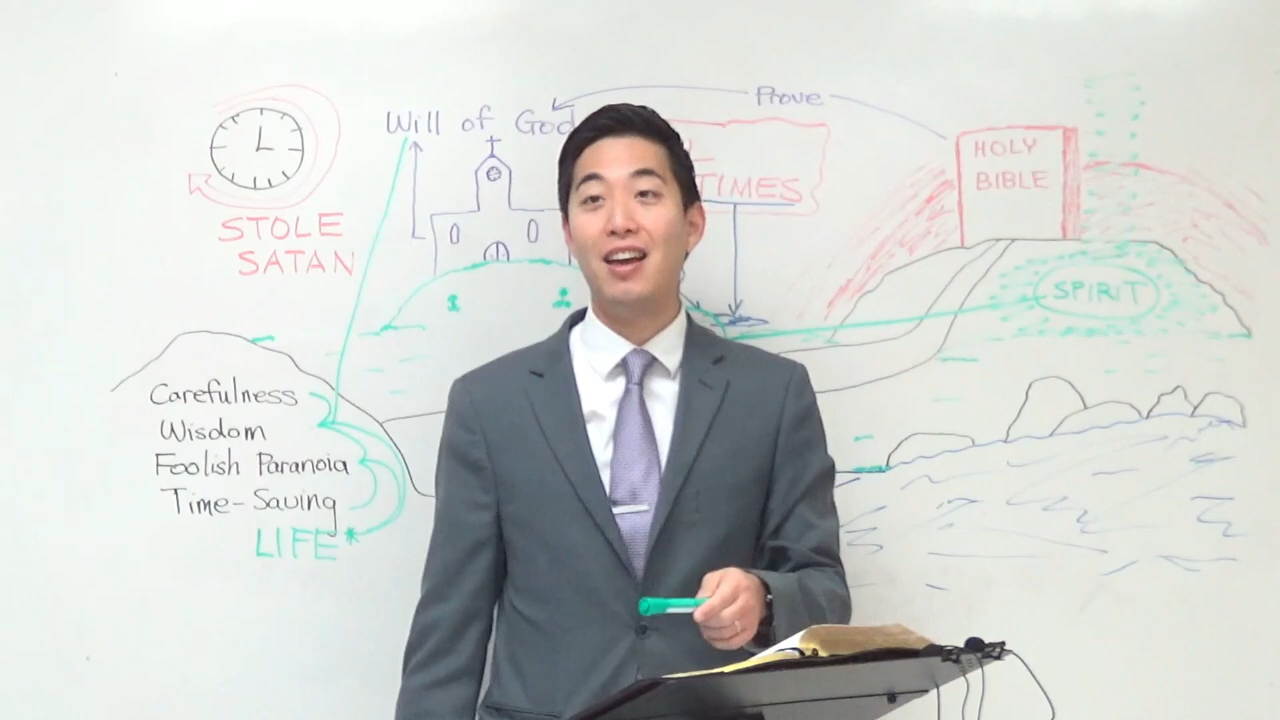 Will of God
Prove
HOLY
BIBLE
TIMES
STOLE
SATAN
SPIRIT
Carefulness
Wisdom
Foolish Paranoia
Time-Saving
LIFE*